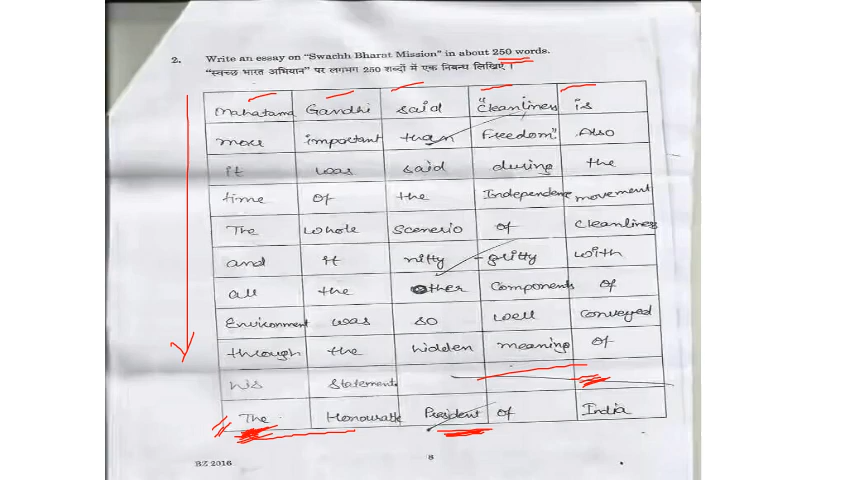 2. Write an essay on "Swachh Bharat Mission" in about 250 words.
"स्वच्छ भारत अभियान" पर लगभग 250 शब्दों में एक निबन्ध लिखिए।
Mahatama Gandhi said "Cleanliness is
more important than Freedom". Also
it was said during the
time of the Independence movement
The whole Scenerio of cleanliness
and it nitty -gritty with
all the Other Components of
Environment was so well conveyed
through the hidden meaning of
his statements
The Honourable President of India
BZ 2016 8